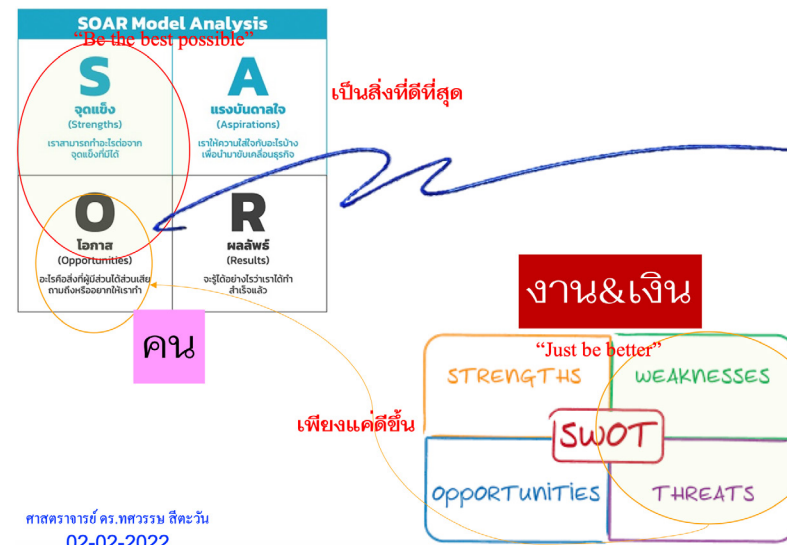 SOAR Model Analysis
“Be the best possible”
S
จุดแข็ง
(Strengths)
เราสามารถทำอะไรต่อจาก
จุดแข็งที่มีได้
A
แรงบันดาลใจ
(Aspirations)
เราให้ความใส่ใจกับอะไรบ้าง
เพื่อนำมาขับเคลื่อนธุรกิจ
เป็นสิ่งที่ดีที่สุด
O
โอกาส
(Opportunities)
อะไรคือสิ่งที่ผู้มีส่วนได้ส่วนเสีย
ถามถึงหรืออยากให้เราทำ
R
ผลลัพธ์
(Results)
จะรู้ได้อย่างไรว่าเราได้ทำ
สำเร็จแล้ว
คน
งาน&เงิน
“Just be better”
STRENGTHS
WEAKNESSES
เพียงแค่ดีขึ้น
SWOT
OPPORTUNITIES
THREATS
ศาสตราจารย์ ดร.ทศวรรษ สีตะวัน
02-02-2022